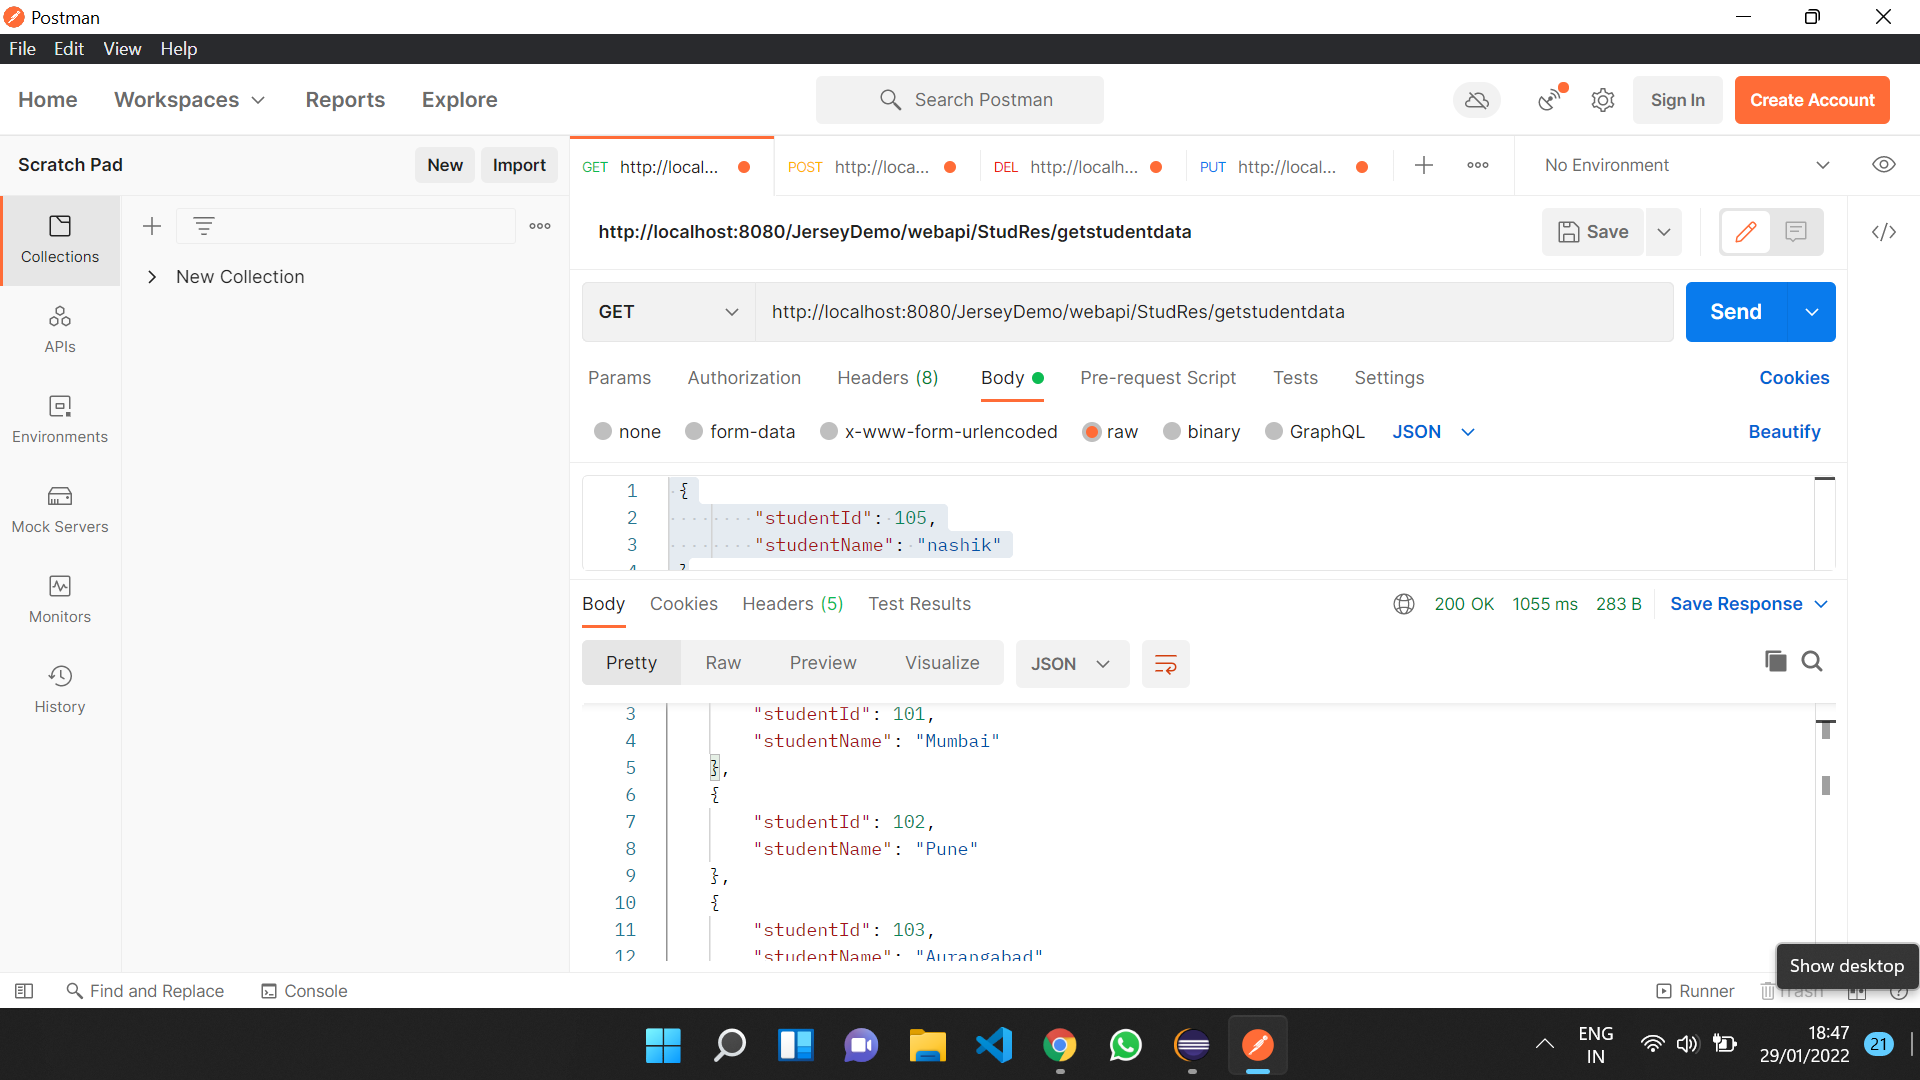 Postman
File Edit View Help
Home Workspaces Reports Explore Search Postman Sign In Create Account
Scratch Pad New Import GET http://local... POST http://loca... DEL http://localh... PUT http://local... No Environment
http://localhost:8080/JerseyDemo/webapi/StudRes/getstudentdata Save
Collections
New Collection
GET http://localhost:8080/JerseyDemo/webapi/StudRes/getstudentdata Send
APIs
Params Authorization Headers (8) Body Pre-request Script Tests Settings Cookies
Environments
none form-data x-www-form-urlencoded raw binary GraphQL JSON Beautify
1 {
2 "studentId": 105,
3 "studentName": "nashik"
4 }
Mock Servers
Body Cookies Headers (5) Test Results 200 OK 1055 ms 283 B Save Response
Monitors
Pretty Raw Preview Visualize JSON
History
3 "studentId": 101,
4 "studentName": "Mumbai"
5 },
6 {
7 "studentId": 102,
8 "studentName": "Pune"
9 },
10 {
11 "studentId": 103,
12 "studentName": "Aurangabad"
Show desktop
Find and Replace Console Runner Trash
ENG
IN
18:47
29/01/2022
21